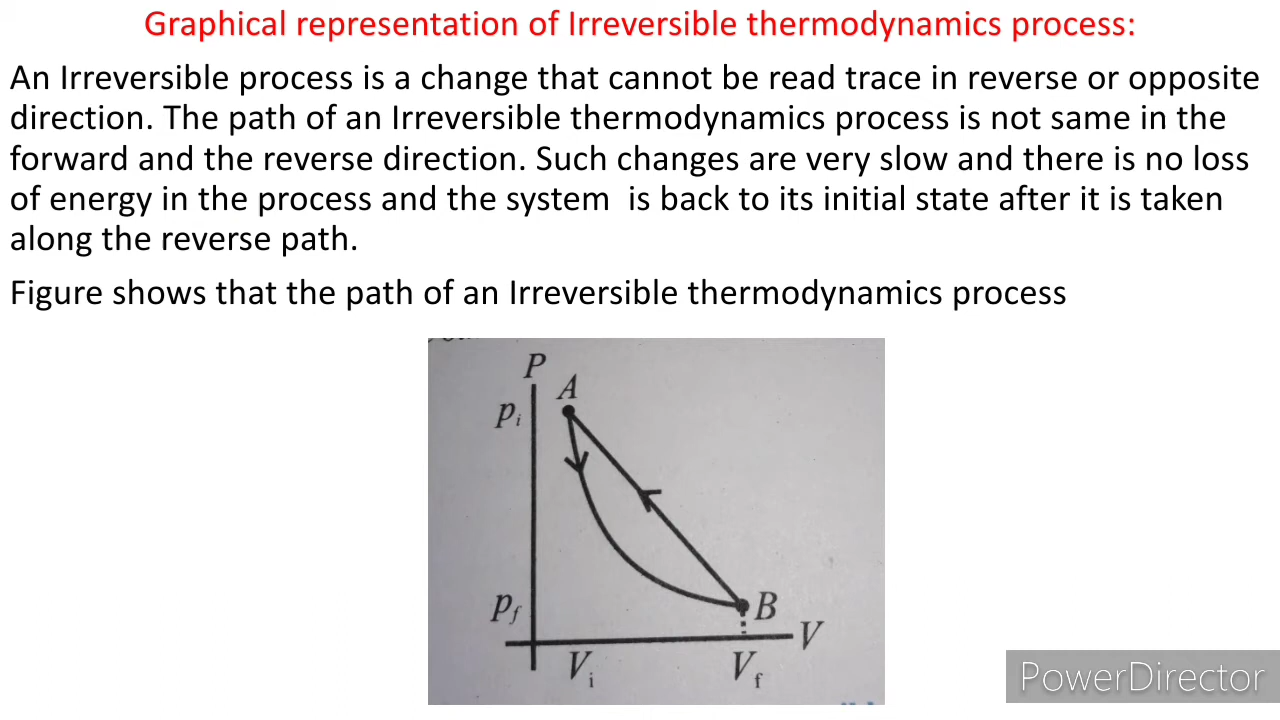 Graphical representation of Irreversible thermodynamics process:
An Irreversible process is a change that cannot be read trace in reverse or opposite
direction. The path of an Irreversible thermodynamics process is not same in the
forward and the reverse direction. Such changes are very slow and there is no loss
of energy in the process and the system  is back to its initial state after it is taken
along the reverse path.
Figure shows that the path of an Irreversible thermodynamics process
P
A
pi
pf
B
V
Vi
Vf
PowerDirector